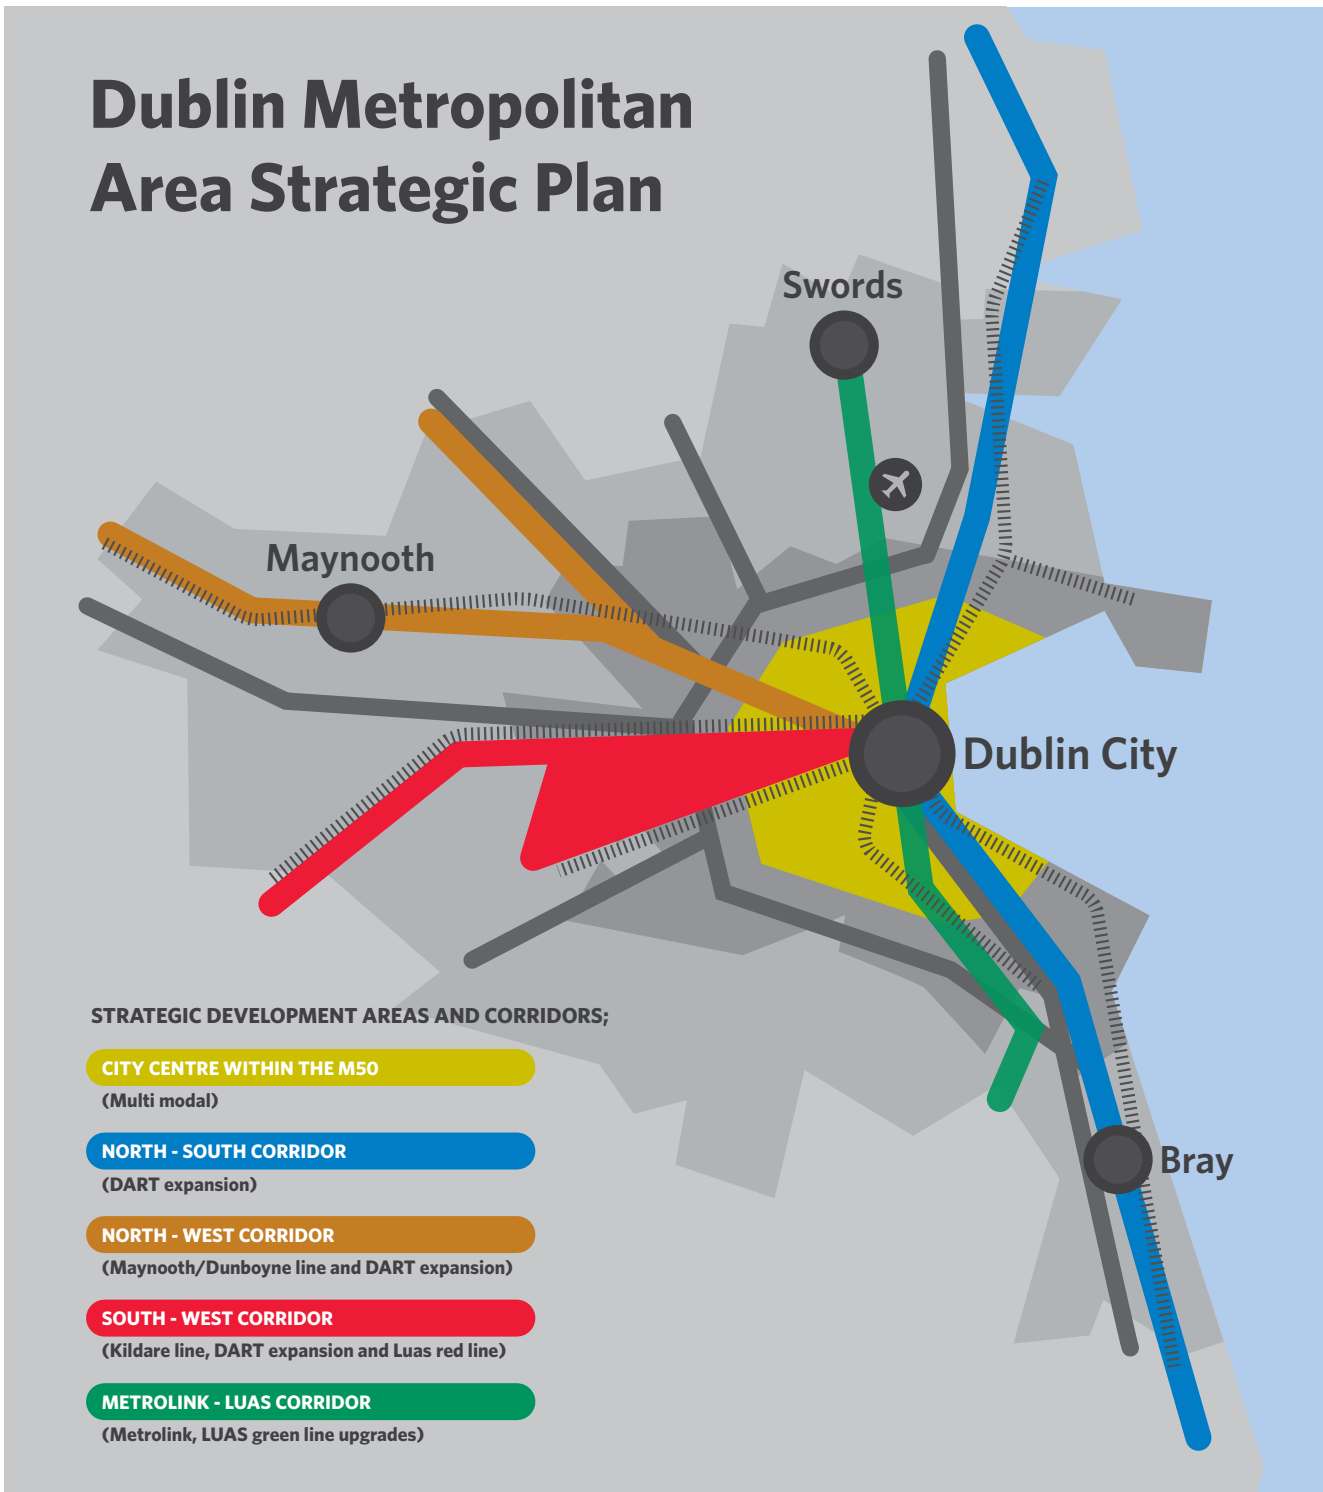 Dublin Metropolitan
Area Strategic Plan
Swords
Maynooth
Dublin City
Bray
STRATEGIC DEVELOPMENT AREAS AND CORRIDORS;
CITY CENTRE WITHIN THE M50
(Multi modal)
NORTH - SOUTH CORRIDOR
(DART expansion)
NORTH - WEST CORRIDOR
(Maynooth/Dunboyne line and DART expansion)
SOUTH - WEST CORRIDOR
(Kildare line, DART expansion and Luas red line)
METROLINK - LUAS CORRIDOR
(Metrolink, LUAS green line upgrades)